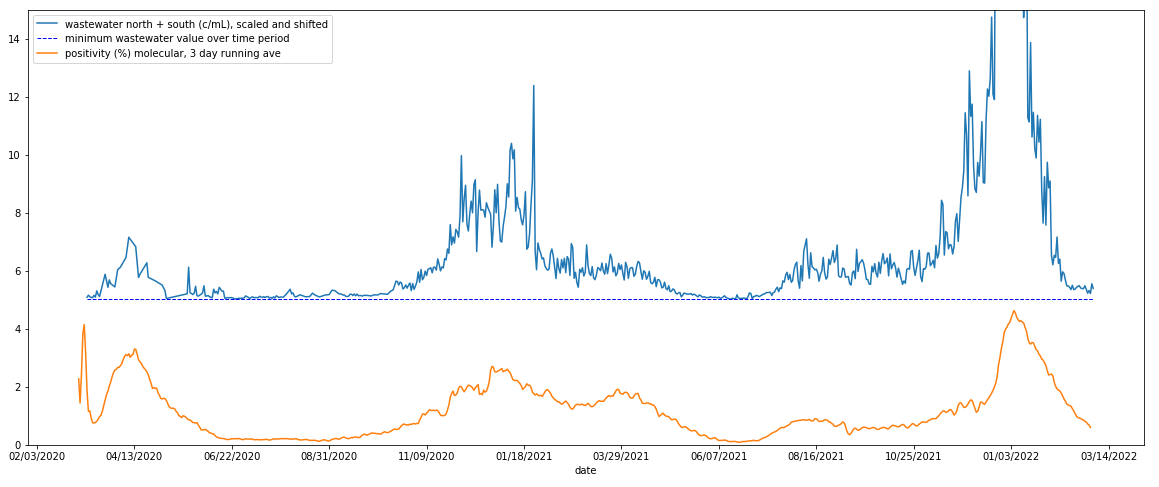 wastewater north + south (c/mL), scaled and shifted
minimum wastewater value over time period
positivity (%) molecular, 3 day running ave
14
12
10
8
6
4
2
0
02/03/2020 04/13/2020 06/22/2020 08/31/2020 11/09/2020 01/18/2021 03/29/2021 06/07/2021 08/16/2021 10/25/2021 01/03/2022 03/14/2022
date